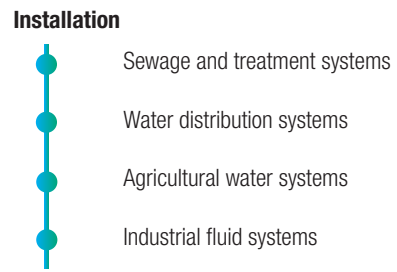 Installation
Sewage and treatment systems
Water distribution systems
Agricultural water systems
Industrial fluid systems